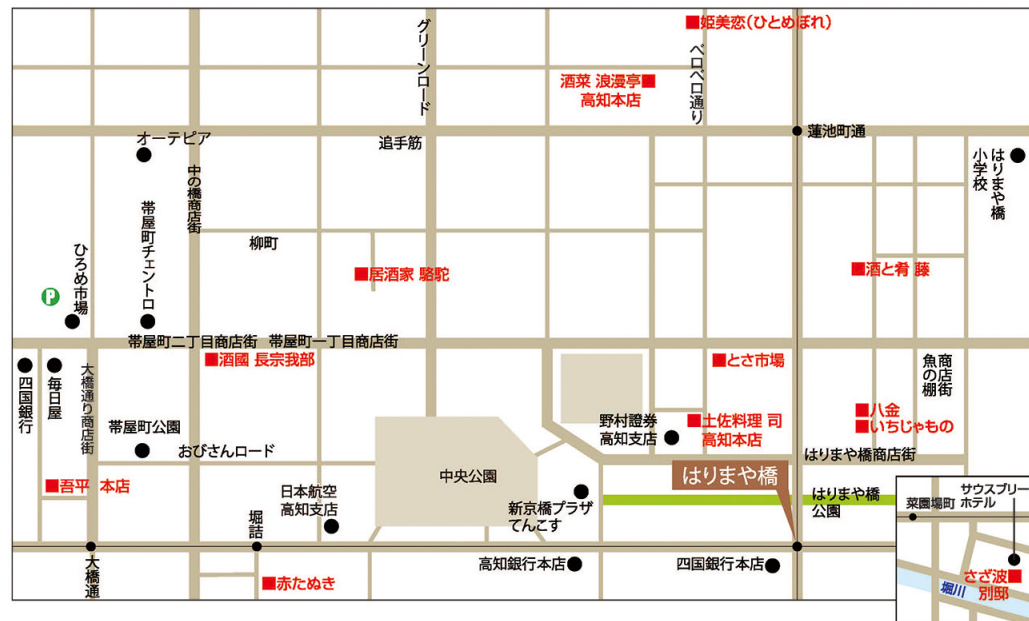 ■姫美恋(ひとめぼれ)
グリーンロード
ペロペロ通り
酒菜 浪漫亭■
高知本店
オーテピア
追手筋
蓮池町通
はりまや橋
小学校
中の橋商店街
帯屋町チェントロ
ひろめ市場
P
柳町
■居酒家 駱駝
■酒と肴 藤
帯屋町二丁目商店街
帯屋町一丁目商店街
■酒國 長宗我部
■とさ市場
魚の棚
商店街
四国銀行
毎日屋
大橋通り商店街
帯屋町公園
おびさんロード
■八金
■いちじゃもの
野村證券
高知支店
■土佐料理 司
高知本店
はりまや橋商店街
中央公園
はりまや橋
■吾平 本店
日本航空
高知支店
新京橋プラザ
てんこす
はりまや橋
公園
堀詰
大橋通
高知銀行本店
四国銀行本店
■赤たぬき
サウスブリーズ
ホテル
菜園場町
さざ波■
別邸
堀川